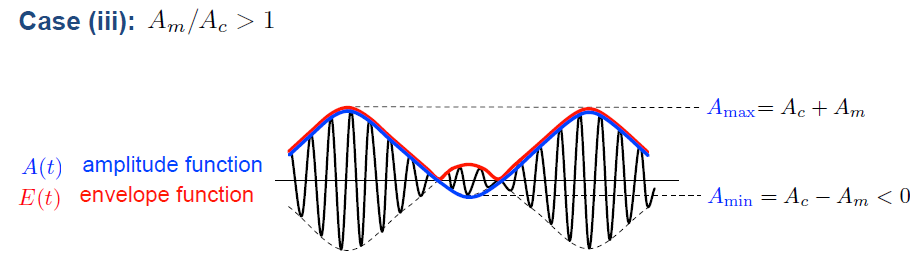 Case (iii): A_m/A_c > 1
A_max = A_c + A_m
A(t) amplitude function
E(t) envelope function
A_min = A_c − A_m < 0